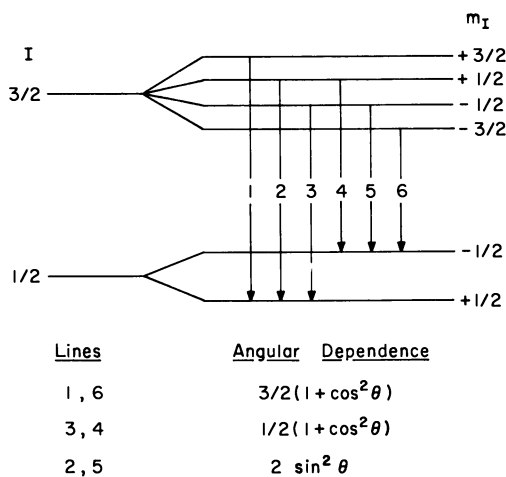 m_I
I
+ 3/2
+ 1/2
3/2
- 1/2
- 3/2
1 2 3 4 5 6
- 1/2
1/2
+ 1/2
Lines Angular Dependence
1 , 6 3/2(1+cos²θ)
3, 4 1/2(1+cos²θ)
2, 5 2 sin²θ